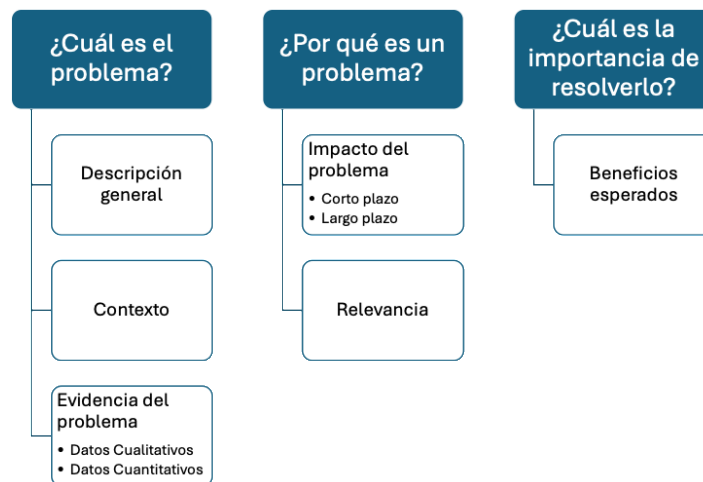 ¿Cuál es el
problema?
Descripción
general
Contexto
Evidencia del
problema
• Datos Cualitativos
• Datos Cuantitativos
¿Por qué es un
problema?
Impacto del
problema
• Corto plazo
• Largo plazo
Relevancia
¿Cuál es la
importancia de
resolverlo?
Beneficios
esperados